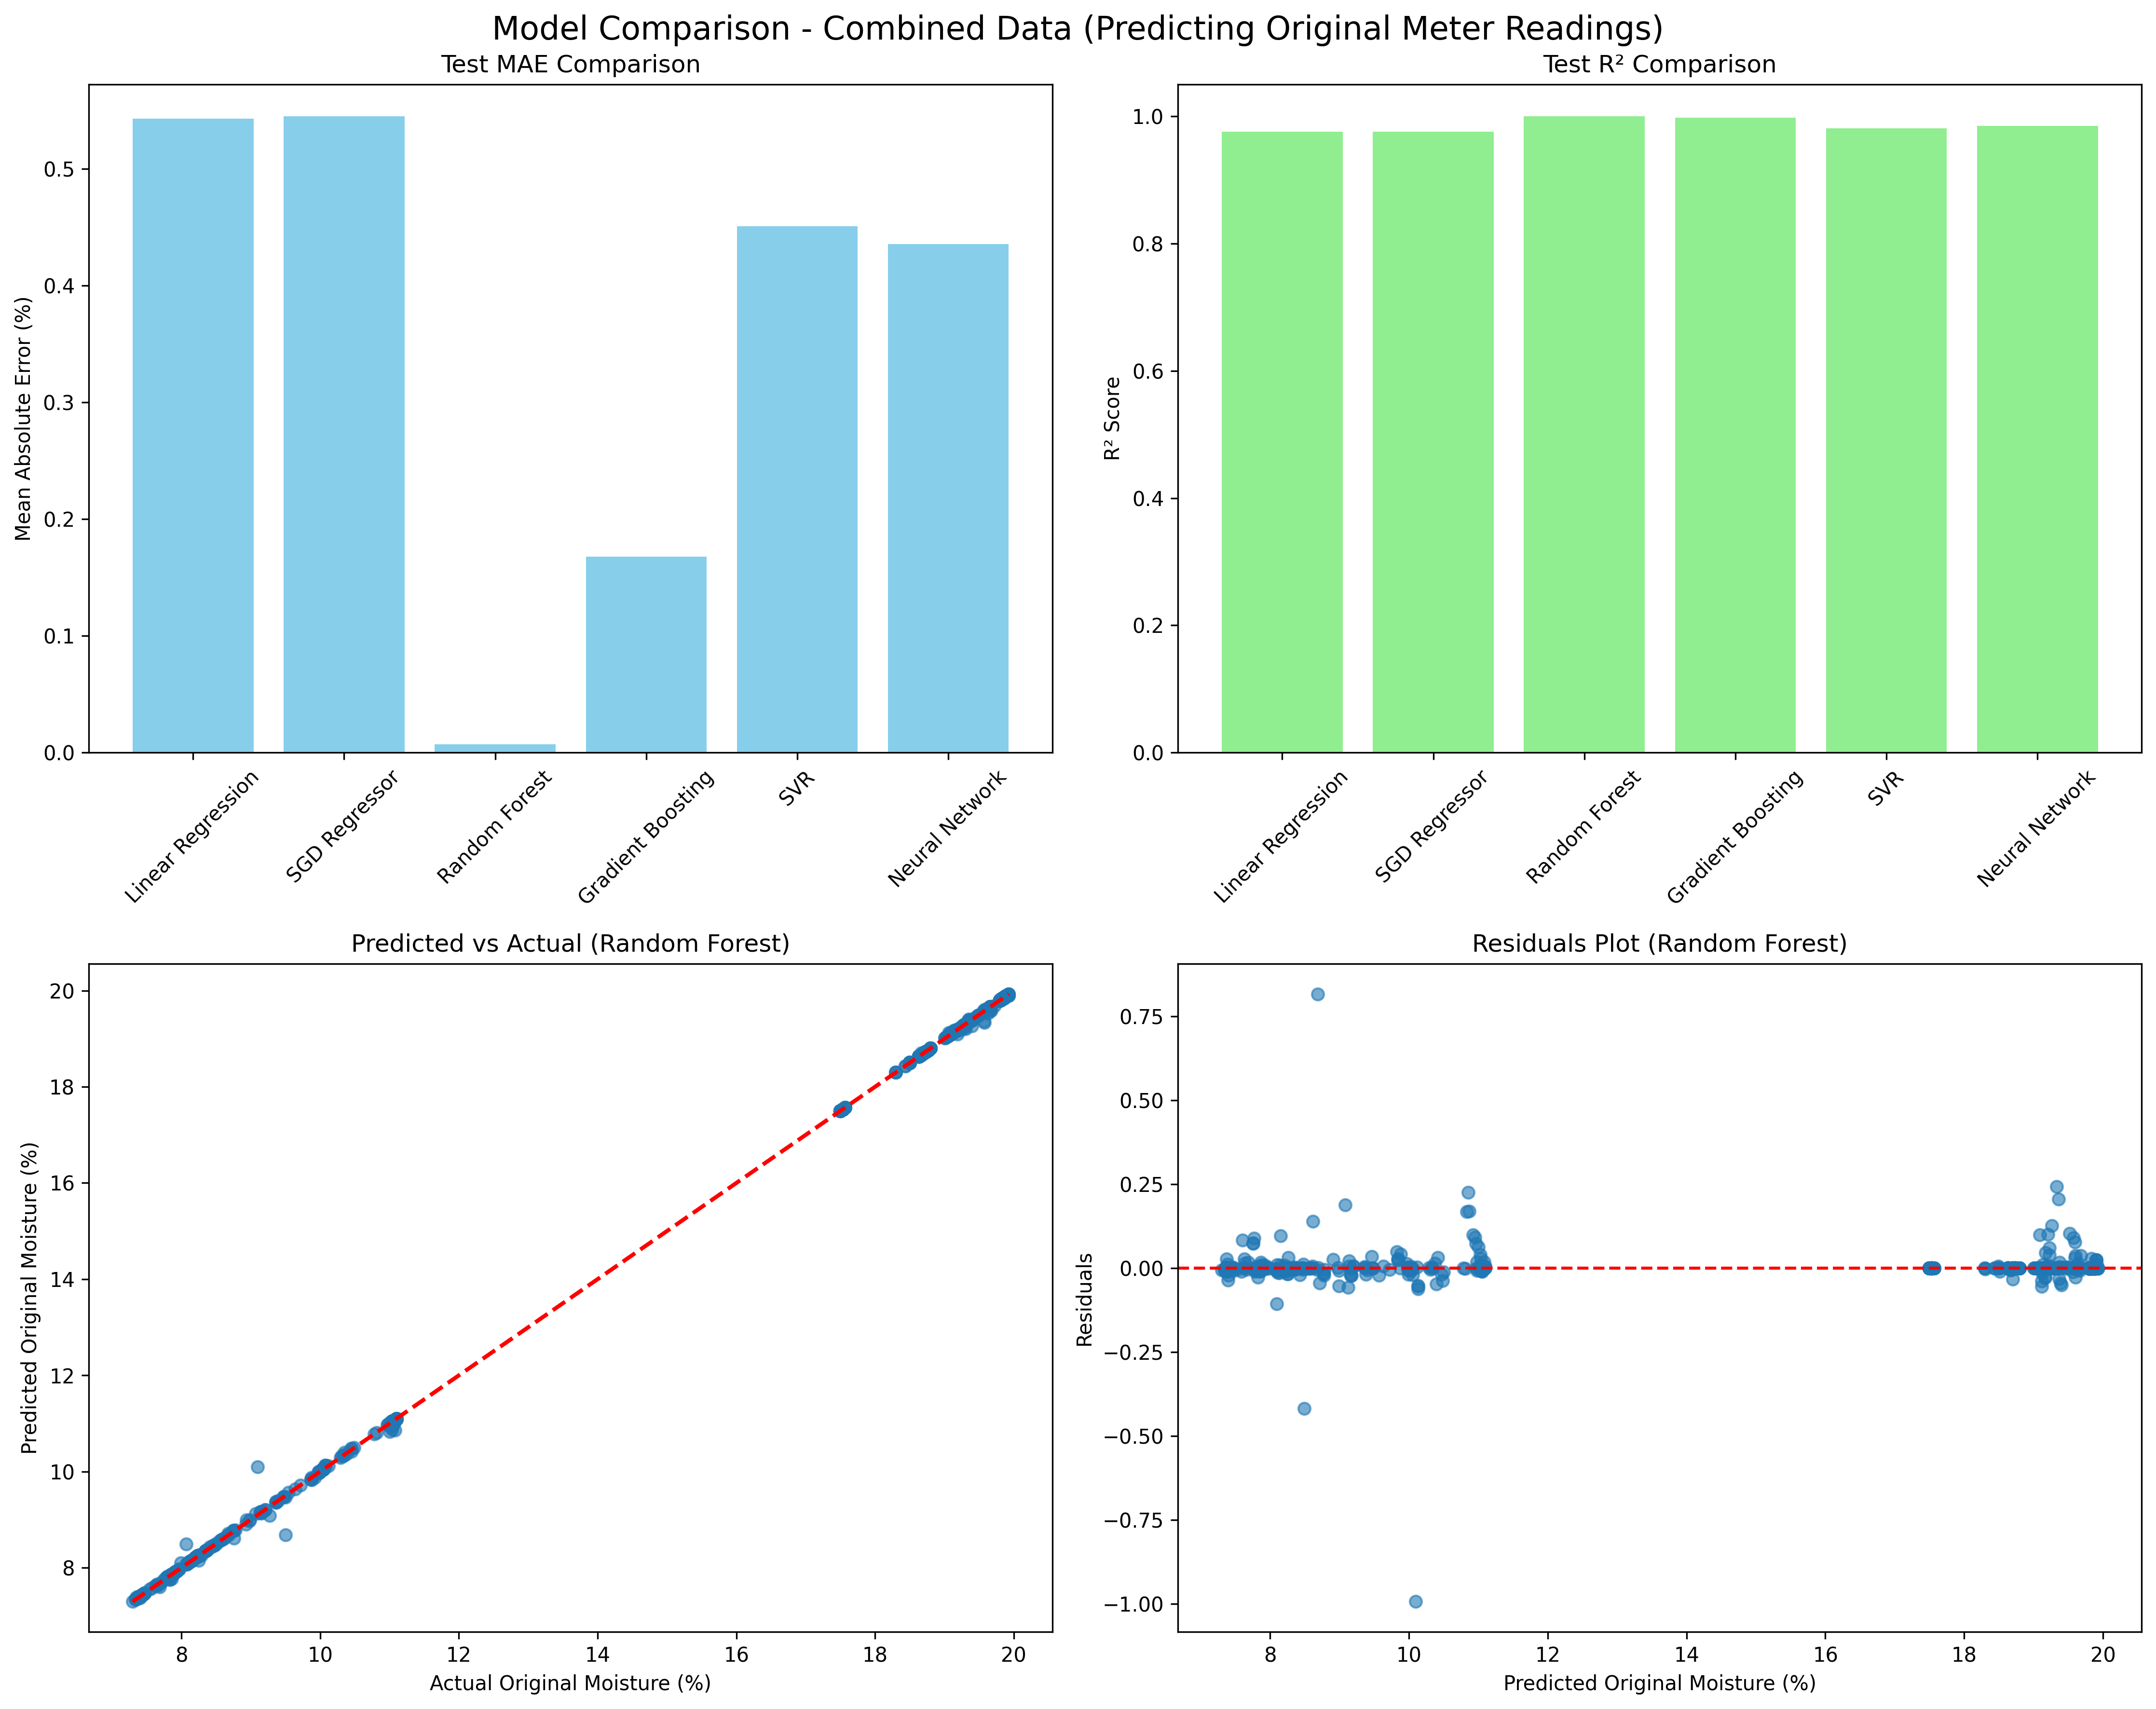 Model Comparison - Combined Data (Predicting Original Meter Readings)
Test MAE Comparison
Mean Absolute Error (%)
0.5
0.4
0.3
0.2
0.1
0.0
Linear Regression
SGD Regressor
Random Forest
Gradient Boosting
SVR
Neural Network
Test R² Comparison
R² Score
1.0
0.8
0.6
0.4
0.2
0.0
Linear Regression
SGD Regressor
Random Forest
Gradient Boosting
SVR
Neural Network
Predicted vs Actual (Random Forest)
Predicted Original Moisture (%)
20
18
16
14
12
10
8
8 10 12 14 16 18 20
Actual Original Moisture (%)
Residuals Plot (Random Forest)
Residuals
0.75
0.50
0.25
0.00
−0.25
−0.50
−0.75
−1.00
8 10 12 14 16 18 20
Predicted Original Moisture (%)